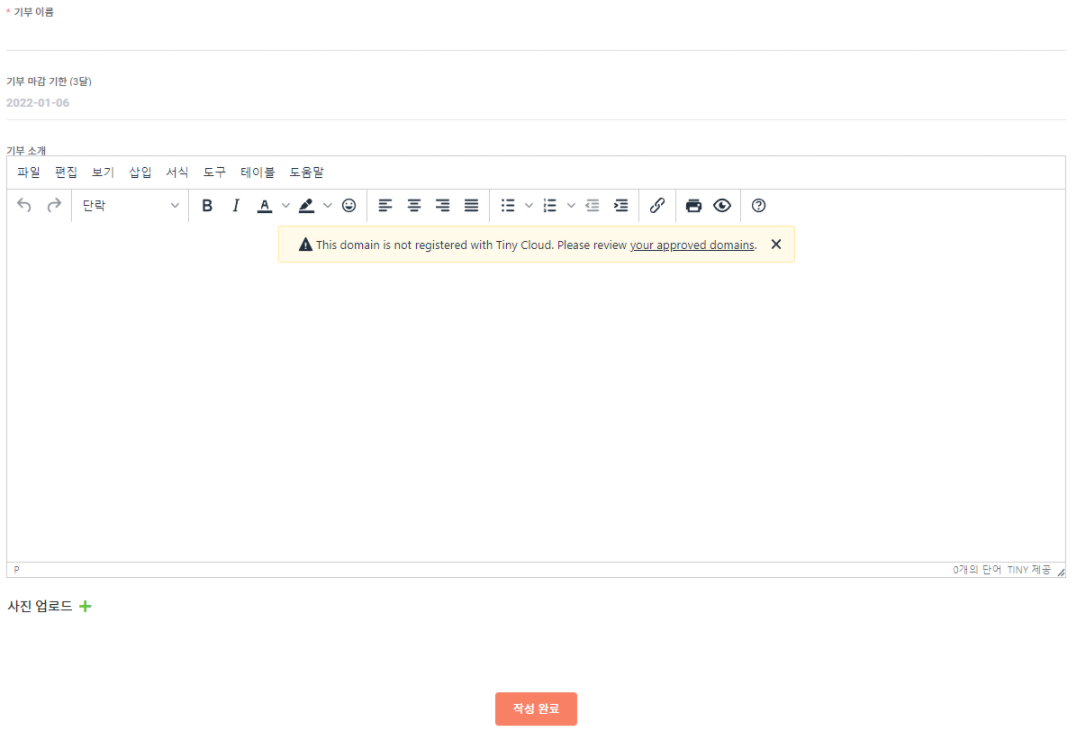 * 기부 이름
기부 마감 기한 (3달)
2022-01-06
기부 소개
파일 편집 보기 삽입 서식 도구 테이블 도움말
단락 B I A
This domain is not registered with Tiny Cloud. Please review your approved domains.
P 0개의 단어 TINY 제공
사진 업로드
작성 완료